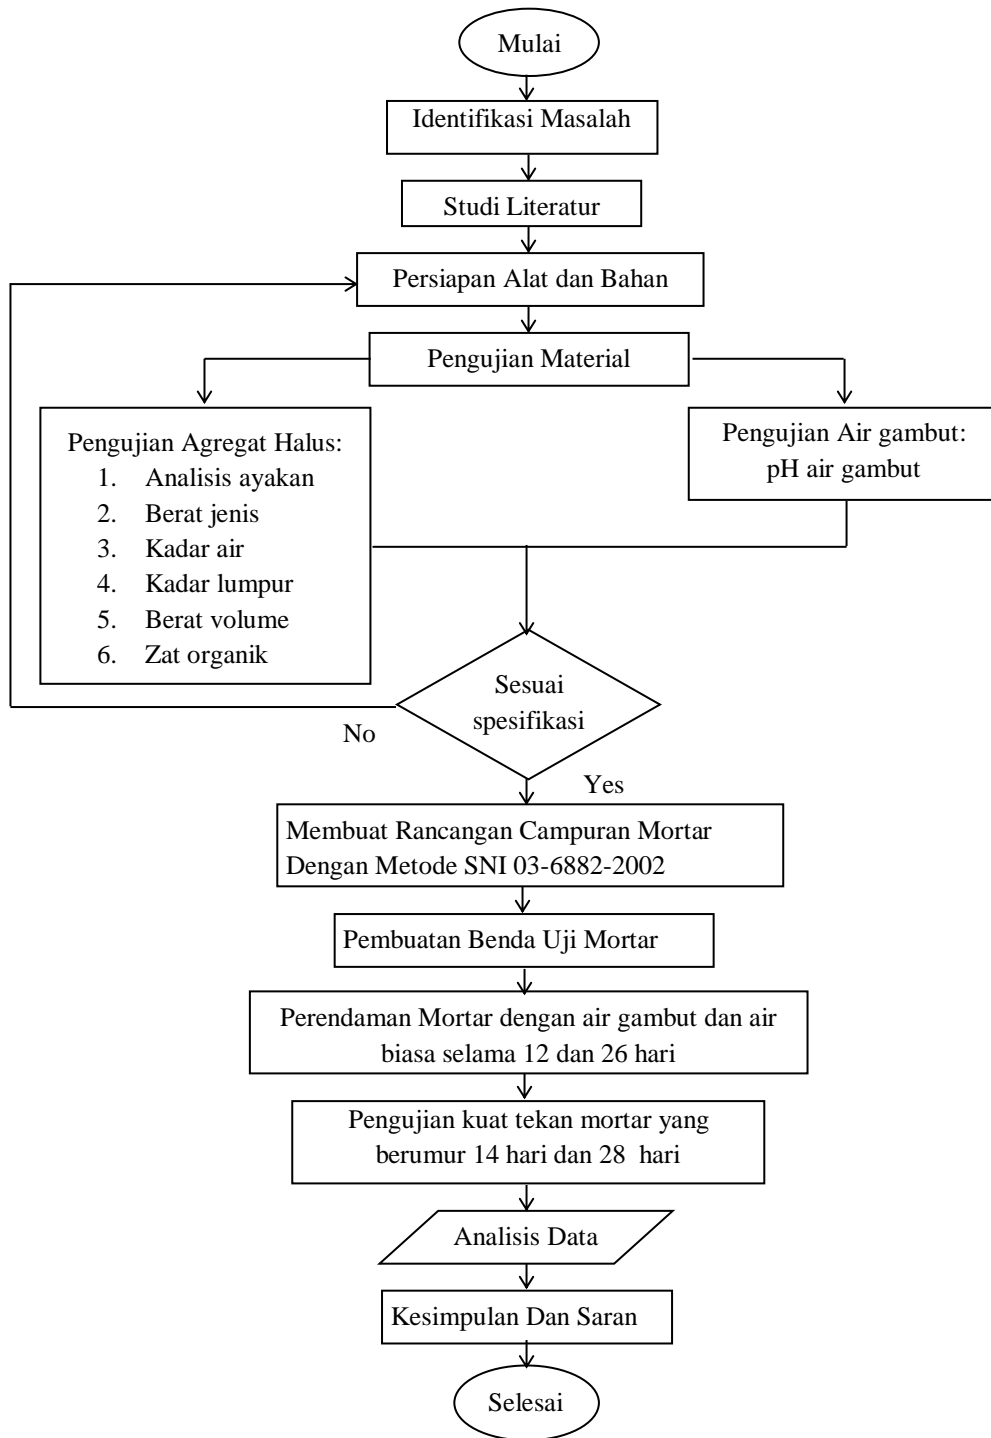 Mulai
Identifikasi Masalah
Studi Literatur
Persiapan Alat dan Bahan
Pengujian Material
Pengujian Agregat Halus:
1. Analisis ayakan
2. Berat jenis
3. Kadar air
4. Kadar lumpur
5. Berat volume
6. Zat organik
Pengujian Air gambut:
pH air gambut
Sesuai
spesifikasi
No
Yes
Membuat Rancangan Campuran Mortar
Dengan Metode SNI 03-6882-2002
Pembuatan Benda Uji Mortar
Perendaman Mortar dengan air gambut dan air
biasa selama 12 dan 26 hari
Pengujian kuat tekan mortar yang
berumur 14 hari dan 28 hari
Analisis Data
Kesimpulan Dan Saran
Selesai